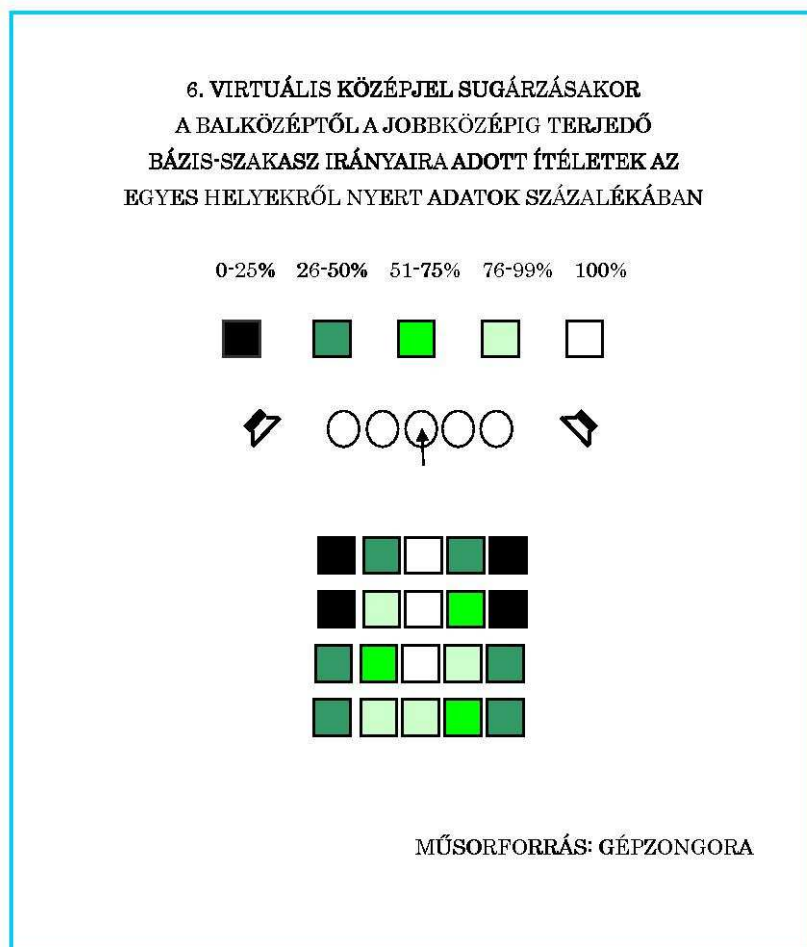 6. VIRTUÁLIS KÖZÉPJEL SUGÁRZÁSAKOR
A BALKÖZÉPTŐL A JOBBKÖZÉPIG TERJEDŐ
BÁZIS-SZAKASZ IRÁNYAIRA ADOTT ÍTÉLETEK AZ
EGYES HELYEKRŐL NYERT ADATOK SZÁZALÉKÁBAN
0-25% 26-50% 51-75% 76-99% 100%
MŰSORFORRÁS: GÉPZONGORA